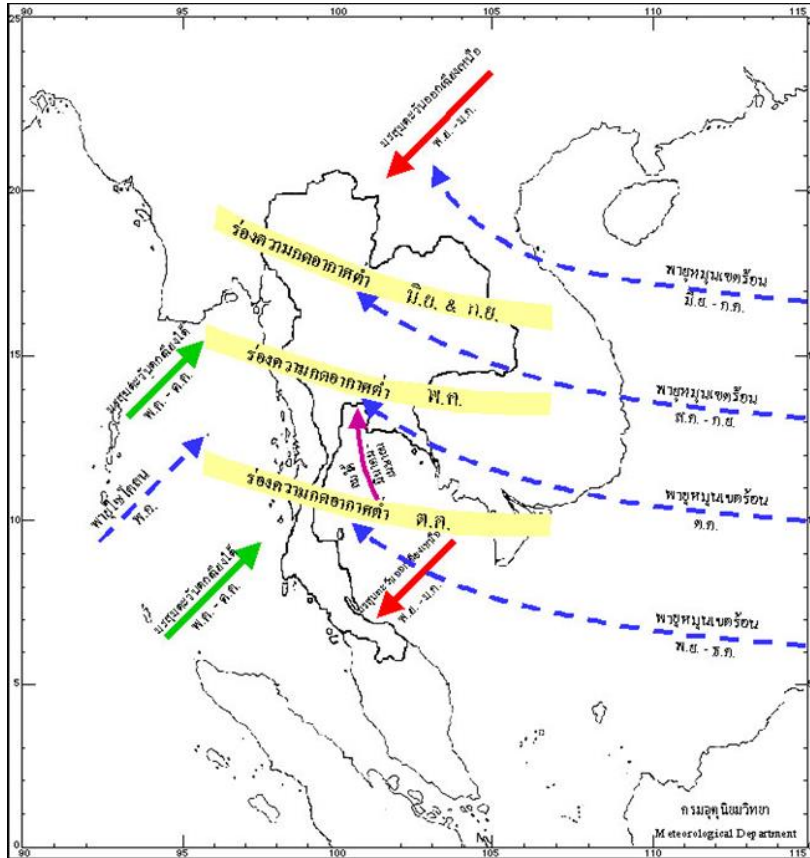 25 90 95 100 105 110 115
มรสุมตะวันออกเฉียงเหนือ
พ.ย. -ม.ค.
20 20
ร่องความกดอากาศต่ำ มิ.ย. & ก.ย.
พายุหมุนเขตร้อน
มิ.ย. - ก.ค.
มรสุมตะวันตกเฉียงใต้
พ.ค. - ต.ค.
15 15
ร่องความกดอากาศต่ำ พ.ค.
พายุหมุนเขตร้อน
ส.ค. - ก.ย.
พายุไซโคลน
พ.ค.
ร่องความกดอากาศต่ำ ต.ค.
พายุหมุนเขตร้อน
ต.ค.
10 10
มรสุมตะวันตกเฉียงใต้
พ.ค. - ต.ค.
มรสุมตะวันออกเฉียงเหนือ
พ.ย. - ม.ค.
พายุหมุนเขตร้อน
พ.ย. - ธ.ค.
5 5
กรมอุตุนิยมวิทยา
Meteorological Department
0 90 95 100 105 110 115